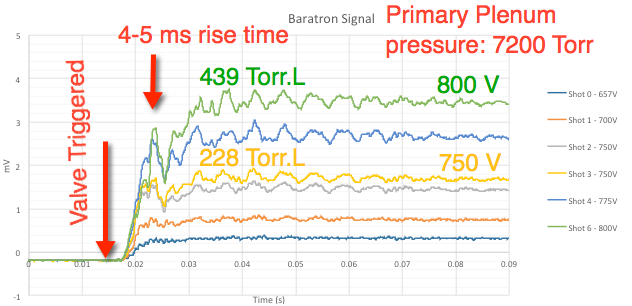 Baratron Signal
Primary Plenum
pressure: 7200 Torr
4-5 ms rise time
Valve Triggered
439 Torr.L
800 V
228 Torr.L
750 V
mV
5
4
3
2
1
0
-1
0
0.01
0.02
0.03
0.04
0.05
0.06
0.07
0.08
0.09
Time (s)
Shot 0 - 657V
Shot 1 - 700V
Shot 2 - 750V
Shot 3 - 750V
Shot 4 - 775V
Shot 6 - 800V